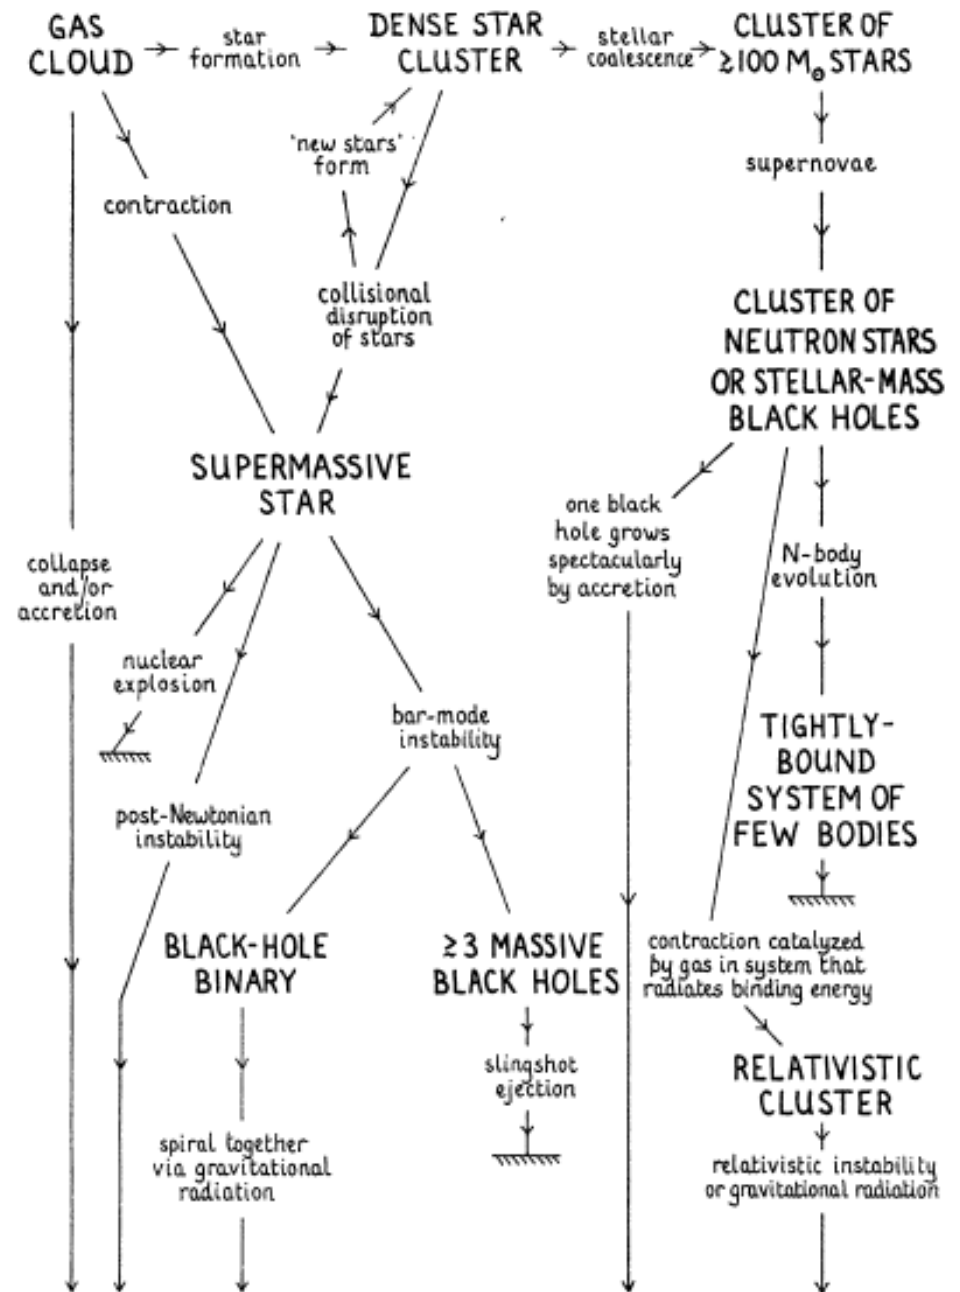 GAS
CLOUD
star
formation
DENSE STAR
CLUSTER
stellar
coalescence
CLUSTER OF
≥100 M⊙ STARS
'new stars'
form
contraction
supernovae
collisional
disruption
of stars
CLUSTER OF
NEUTRON STARS
OR STELLAR-MASS
BLACK HOLES
SUPERMASSIVE
STAR
one black
hole grows
spectacularly
by accretion
N-body
evolution
collapse
and/or
accretion
nuclear
explosion
bar-mode
instability
TIGHTLY-
BOUND
SYSTEM OF
FEW BODIES
post-Newtonian
instability
BLACK-HOLE
BINARY
≥3 MASSIVE
BLACK HOLES
contraction catalyzed
by gas in system that
radiates binding energy
slingshot
ejection
RELATIVISTIC
CLUSTER
spiral together
via gravitational
radiation
relativistic instability
or gravitational radiation